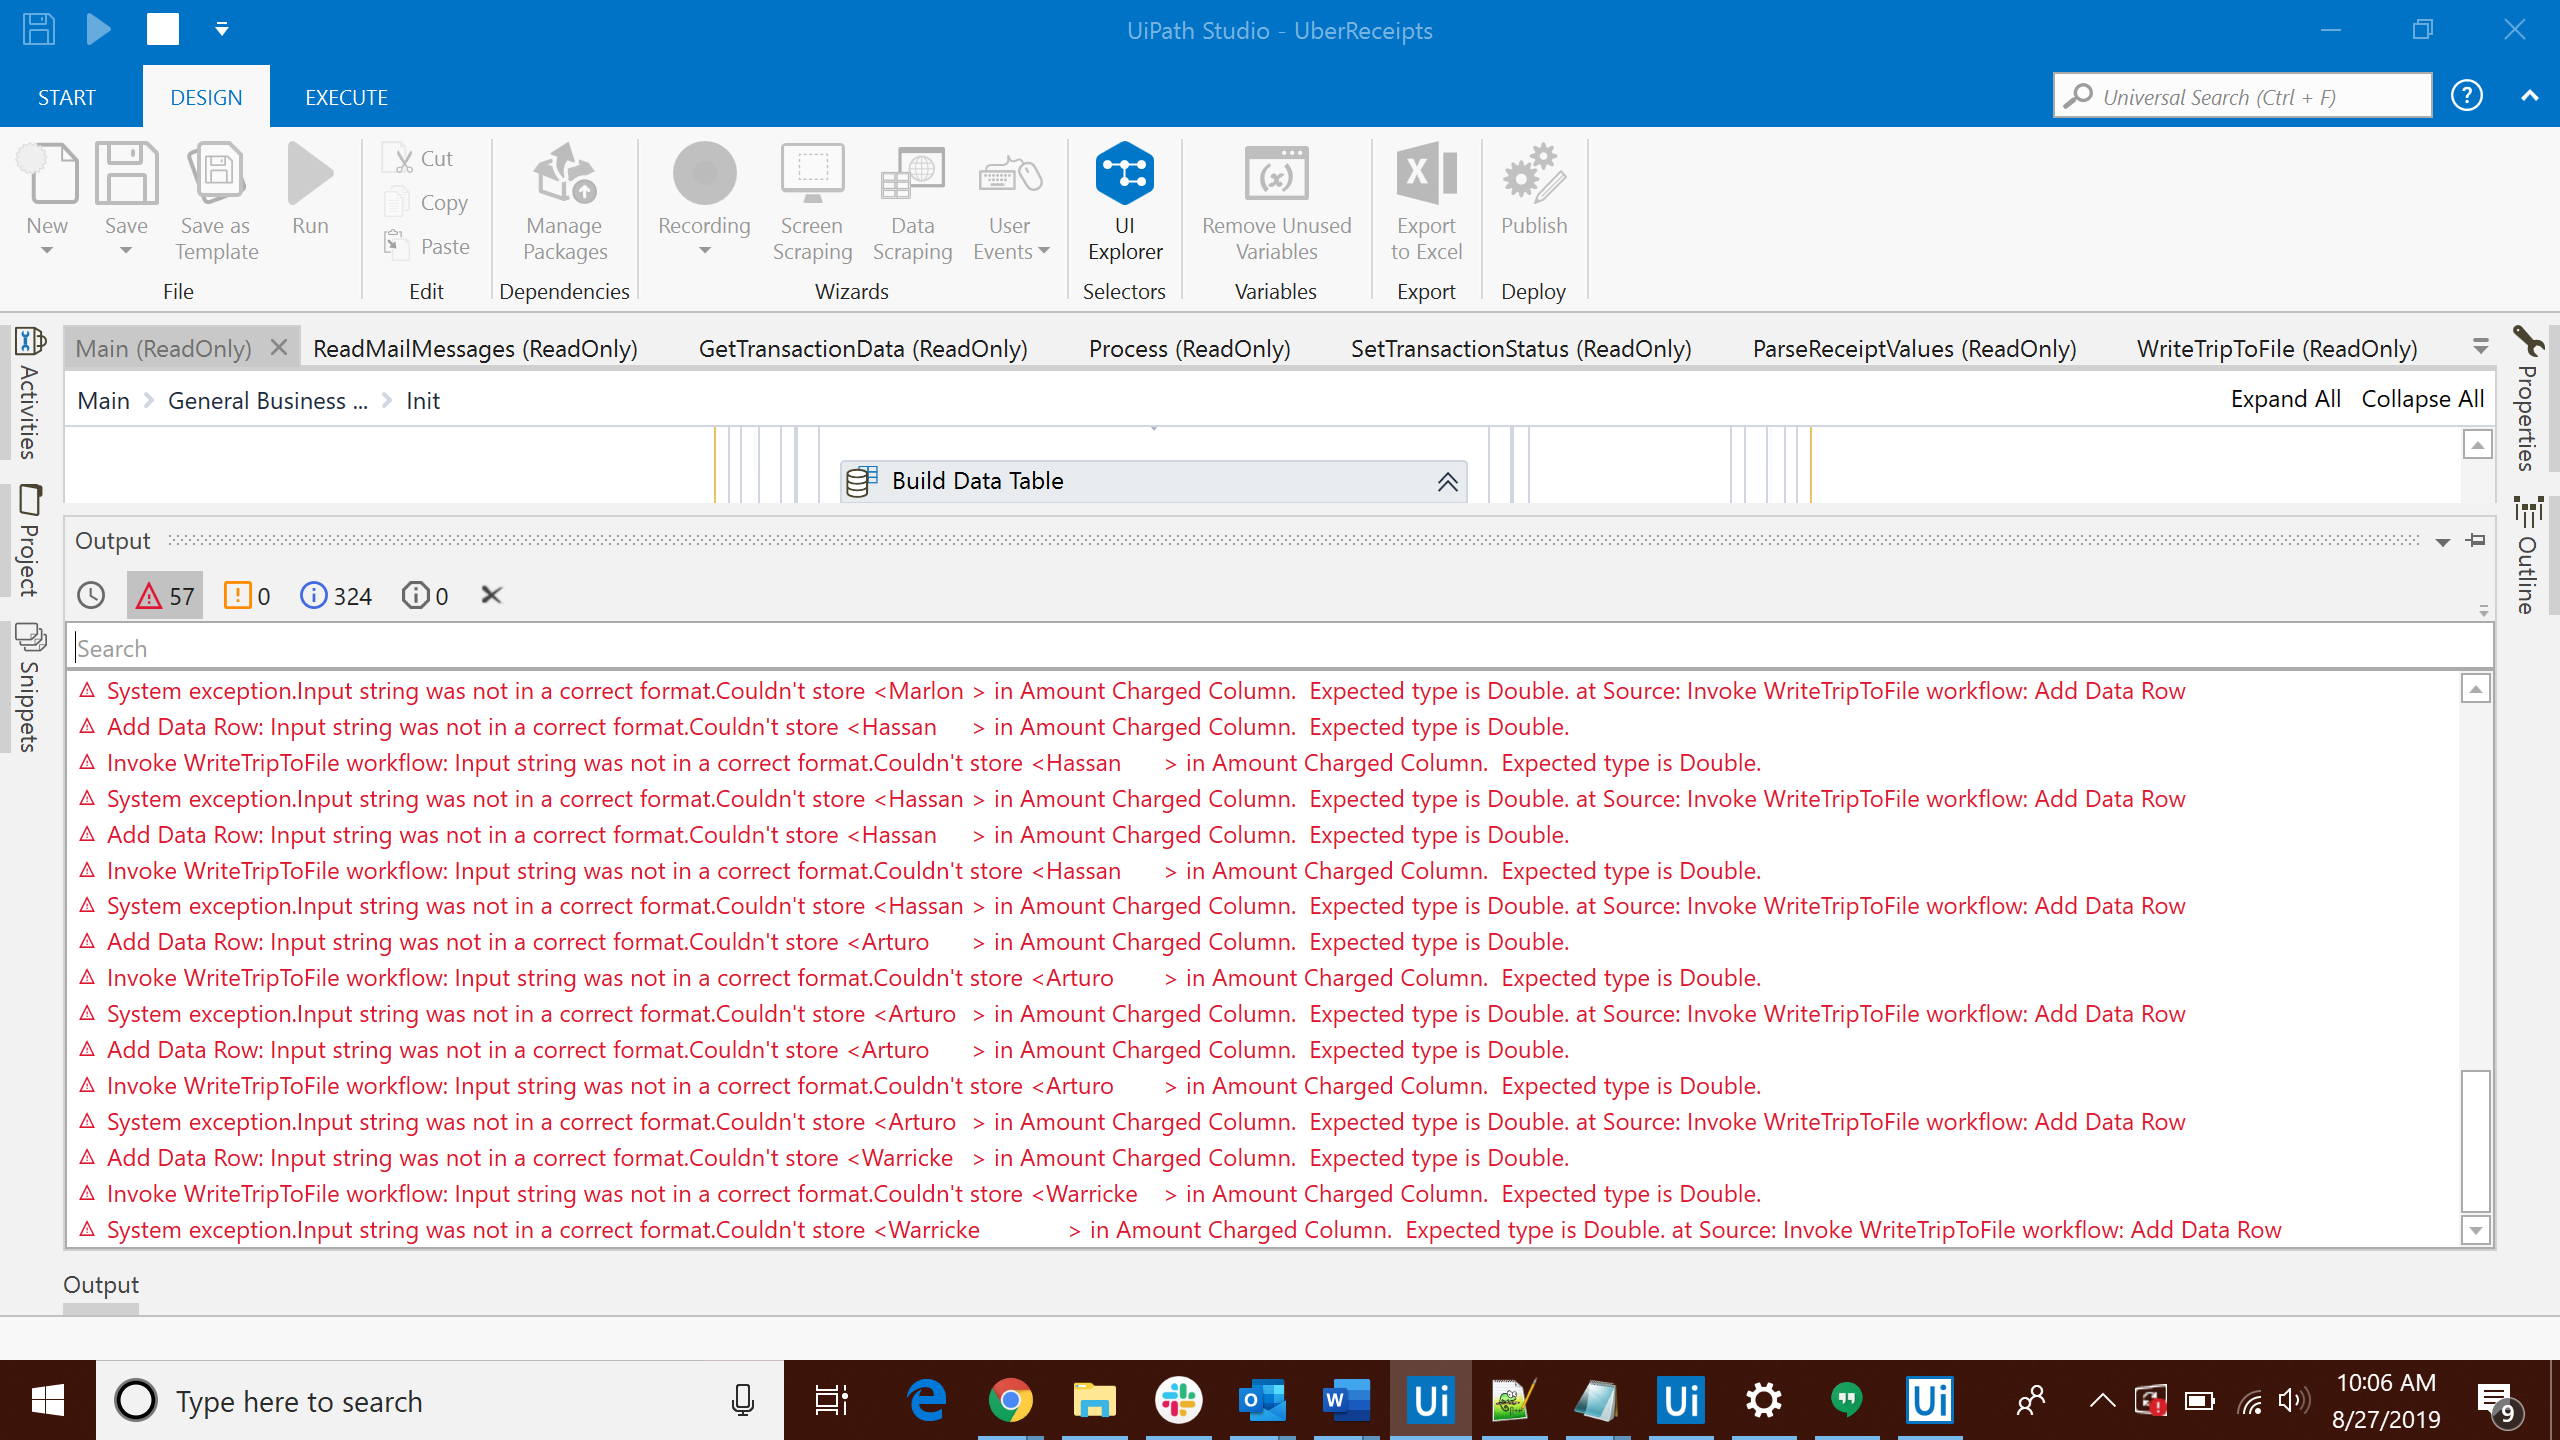 UiPath Studio - UberReceipts
START DESIGN EXECUTE
Universal Search (Ctrl + F)
New Save Save as Template Run
Cut
Copy
Paste
Manage Packages
Recording
Screen Scraping
Data Scraping
User Events
UI Explorer
Remove Unused Variables
Export to Excel
Publish
File Edit Dependencies Wizards Selectors Variables Export Deploy
Main (ReadOnly) ReadMailMessages (ReadOnly) GetTransactionData (ReadOnly) Process (ReadOnly) SetTransactionStatus (ReadOnly) ParseReceiptValues (ReadOnly) WriteTripToFile (ReadOnly)
Activities
Project
Snippets
Properties
Outline
Main General Business ... Init Expand All Collapse All
Build Data Table
Output
57 0 324 0
Search
System exception.Input string was not in a correct format.Couldn't store <Marlon > in Amount Charged Column. Expected type is Double. at Source: Invoke WriteTripToFile workflow: Add Data Row
Add Data Row: Input string was not in a correct format.Couldn't store <Hassan > in Amount Charged Column. Expected type is Double.
Invoke WriteTripToFile workflow: Input string was not in a correct format.Couldn't store <Hassan > in Amount Charged Column. Expected type is Double.
System exception.Input string was not in a correct format.Couldn't store <Hassan > in Amount Charged Column. Expected type is Double. at Source: Invoke WriteTripToFile workflow: Add Data Row
Add Data Row: Input string was not in a correct format.Couldn't store <Hassan > in Amount Charged Column. Expected type is Double.
Invoke WriteTripToFile workflow: Input string was not in a correct format.Couldn't store <Hassan > in Amount Charged Column. Expected type is Double.
System exception.Input string was not in a correct format.Couldn't store <Hassan > in Amount Charged Column. Expected type is Double. at Source: Invoke WriteTripToFile workflow: Add Data Row
Add Data Row: Input string was not in a correct format.Couldn't store <Arturo > in Amount Charged Column. Expected type is Double.
Invoke WriteTripToFile workflow: Input string was not in a correct format.Couldn't store <Arturo > in Amount Charged Column. Expected type is Double.
System exception.Input string was not in a correct format.Couldn't store <Arturo > in Amount Charged Column. Expected type is Double. at Source: Invoke WriteTripToFile workflow: Add Data Row
Add Data Row: Input string was not in a correct format.Couldn't store <Arturo > in Amount Charged Column. Expected type is Double.
Invoke WriteTripToFile workflow: Input string was not in a correct format.Couldn't store <Arturo > in Amount Charged Column. Expected type is Double.
System exception.Input string was not in a correct format.Couldn't store <Arturo > in Amount Charged Column. Expected type is Double. at Source: Invoke WriteTripToFile workflow: Add Data Row
Add Data Row: Input string was not in a correct format.Couldn't store <Warricke > in Amount Charged Column. Expected type is Double.
Invoke WriteTripToFile workflow: Input string was not in a correct format.Couldn't store <Warricke > in Amount Charged Column. Expected type is Double.
System exception.Input string was not in a correct format.Couldn't store <Warricke > in Amount Charged Column. Expected type is Double. at Source: Invoke WriteTripToFile workflow: Add Data Row
Output
Type here to search
10:06 AM
8/27/2019
9